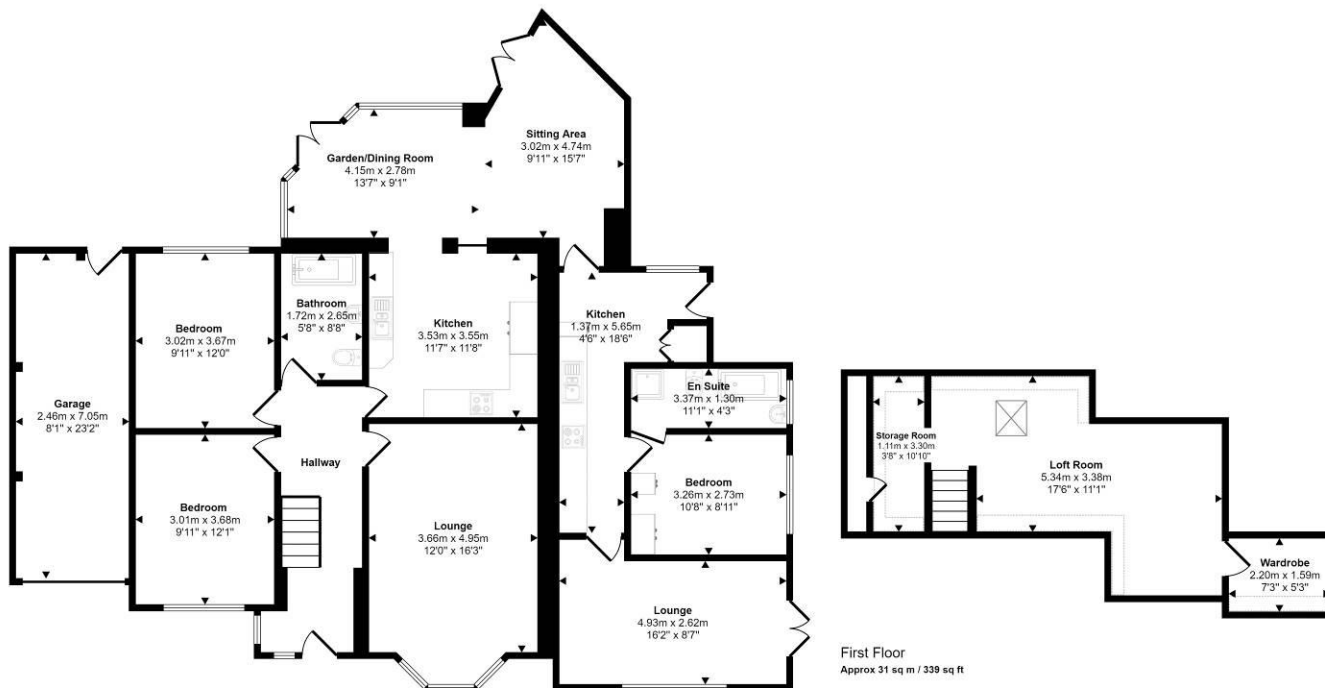 Sitting Area
3.02m x 4.74m
9'11" x 15'7"
Garden/Dining Room
4.15m x 2.78m
13'7" x 9'1"
Bathroom
1.72m x 2.65m
5'8" x 8'8"
Kitchen
3.53m x 3.55m
11'7" x 11'8"
Kitchen
1.37m x 5.65m
4'6" x 18'6"
Bedroom
3.02m x 3.67m
9'11" x 12'0"
En Suite
3.37m x 1.30m
11'1" x 4'3"
Garage
2.46m x 7.05m
8'1" x 23'2"
Hallway
Bedroom
3.26m x 2.73m
10'8" x 8'11"
Bedroom
3.01m x 3.68m
9'11" x 12'1"
Lounge
3.66m x 4.95m
12'0" x 16'3"
Lounge
4.93m x 2.62m
16'2" x 8'7"
Storage Room
1.11m x 3.30m
3'8" x 10'10"
Loft Room
5.34m x 3.38m
17'6" x 11'1"
Wardrobe
2.20m x 1.59m
7'3" x 5'3"
First Floor
Approx 31 sq m / 339 sq ft